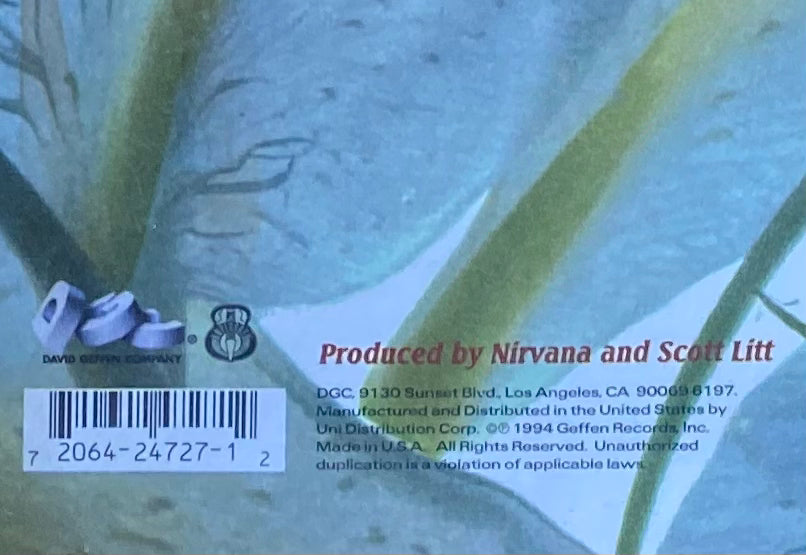 DAVID GEFFEN COMPANY ®
7 2064-24727-1 2
Produced by Nirvana and Scott Litt
DGC, 9130 Sunset Blvd., Los Angeles, CA 90069-6197.
Manufactured and Distributed in the United States by
Uni Distribution Corp. ©℗ 1994 Geffen Records, Inc.
Made in U.S.A. All Rights Reserved. Unauthorized
duplication is a violation of applicable laws.